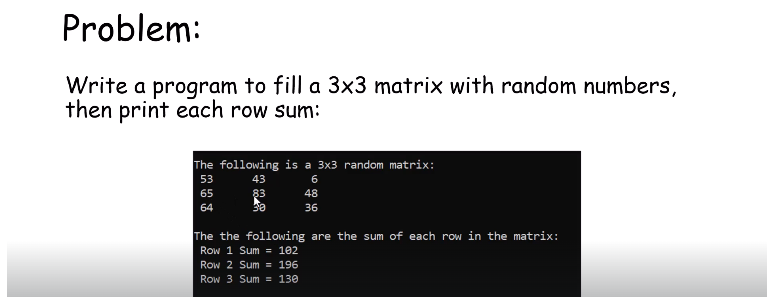 Problem:
Write a program to fill a 3x3 matrix with random numbers,
then print each row sum:
The following is a 3x3 random matrix:
53 43 6
65 83 48
64 30 36
The the following are the sum of each row in the matrix:
Row 1 Sum = 102
Row 2 Sum = 196
Row 3 Sum = 130